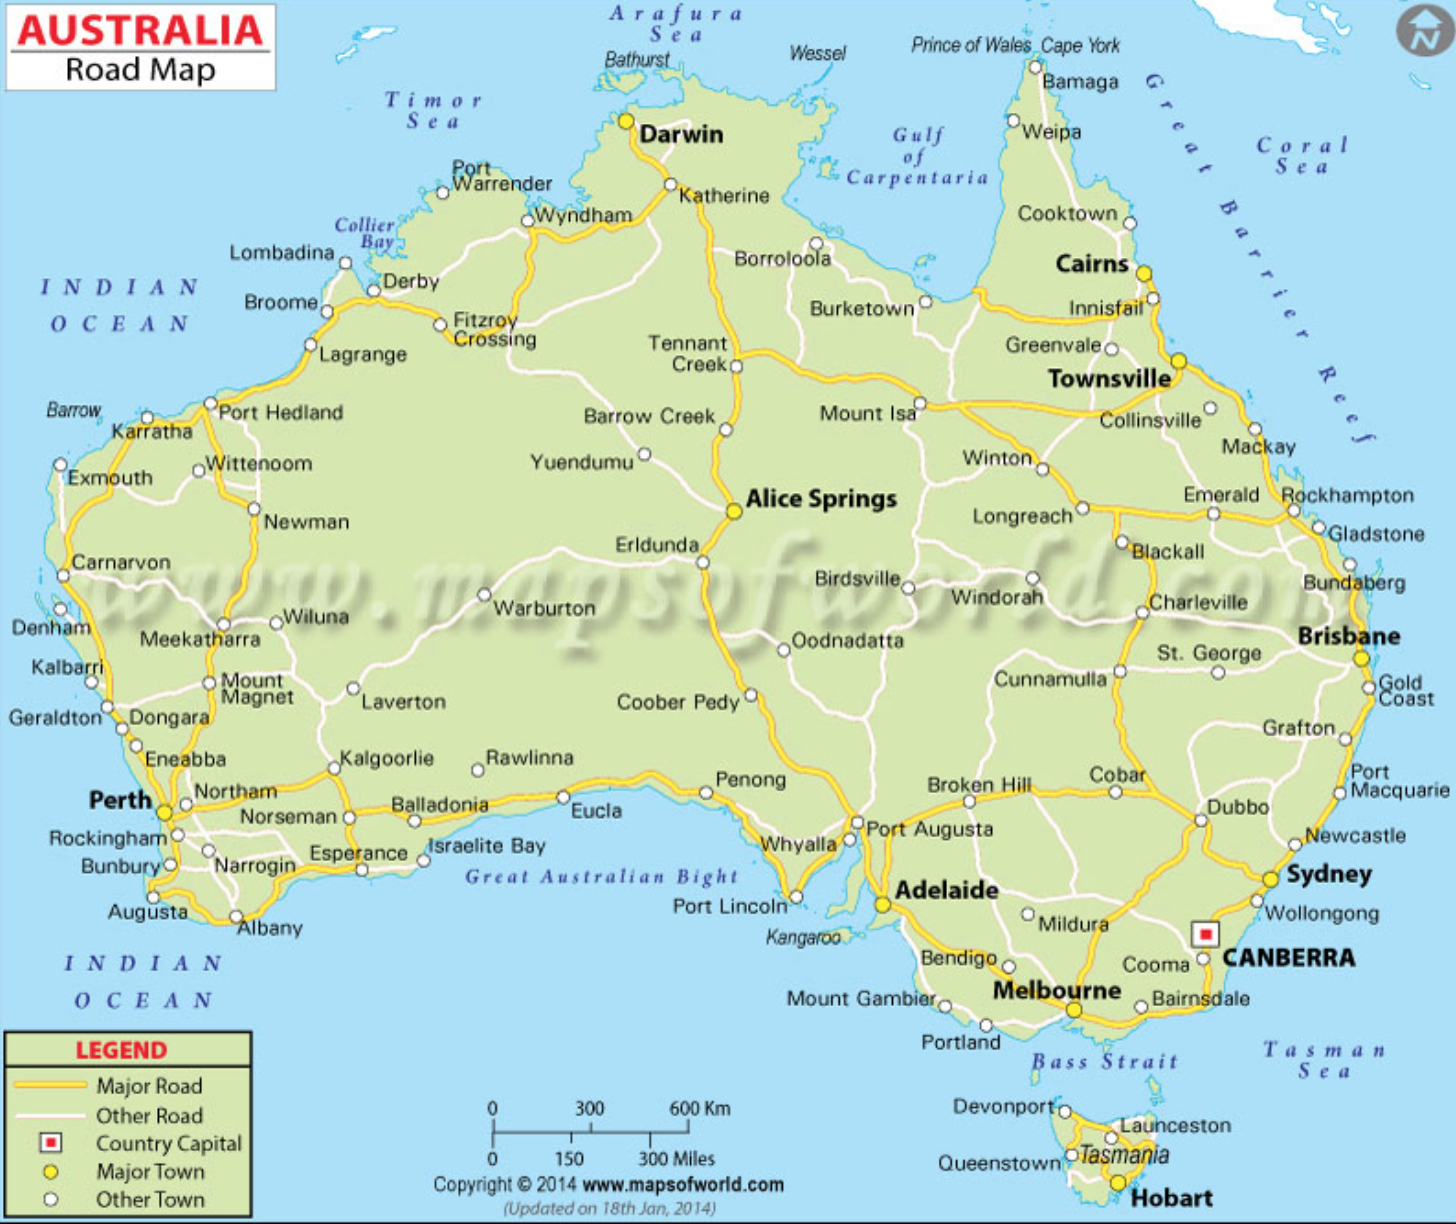 AUSTRALIA
Road Map
N
Arafura
Sea
Bathurst
Wessel
Prince of Wales
Cape York
Bamaga
Timor
Sea
Darwin
Weipa
Gulf
of
Carpentaria
Coral
Sea
Great Barrier Reef
Port
Warrender
Katherine
Wyndham
Cooktown
Collier
Bay
Lombadina
Borroloola
Cairns
INDIAN
OCEAN
Derby
Broome
Burketown
Innisfail
Fitzroy
Crossing
Lagrange
Tennant
Creek
Greenvale
Townsville
Barrow
Port Hedland
Karratha
Barrow Creek
Mount Isa
Collinsville
Mackay
Wittenoom
Exmouth
Yuendumu
Winton
Alice Springs
Emerald
Rockhampton
Newman
Longreach
Gladstone
Erldunda
Blackall
Carnarvon
www.mapsofworld.com
Birdsville
Windorah
Bundaberg
Warburton
Charleville
Denham
Wiluna
Meekatharra
Oodnadatta
Brisbane
Kalbarri
St. George
Mount
Magnet
Laverton
Coober Pedy
Cunnamulla
Gold
Coast
Geraldton
Dongara
Grafton
Eneabba
Kalgoorlie
Rawlinna
Penong
Broken Hill
Cobar
Port
Macquarie
Perth
Northam
Norseman
Balladonia
Eucla
Dubbo
Rockingham
Whyalla
Port Augusta
Newcastle
Bunbury
Narrogin
Esperance
Israelite Bay
Great Australian Bight
Sydney
Augusta
Albany
Port Lincoln
Adelaide
Wollongong
Kangaroo
Mildura
INDIAN
OCEAN
Bendigo
Cooma
CANBERRA
Mount Gambier
Melbourne
Bairnsdale
Portland
Bass Strait
Tasman
Sea
Devonport
Launceston
Queenstown
Tasmania
Hobart
LEGEND
Major Road
Other Road
Country Capital
Major Town
Other Town
0 300 600 Km
0 150 300 Miles
Copyright © 2014 www.mapsofworld.com
(Updated on 18th Jan, 2014)